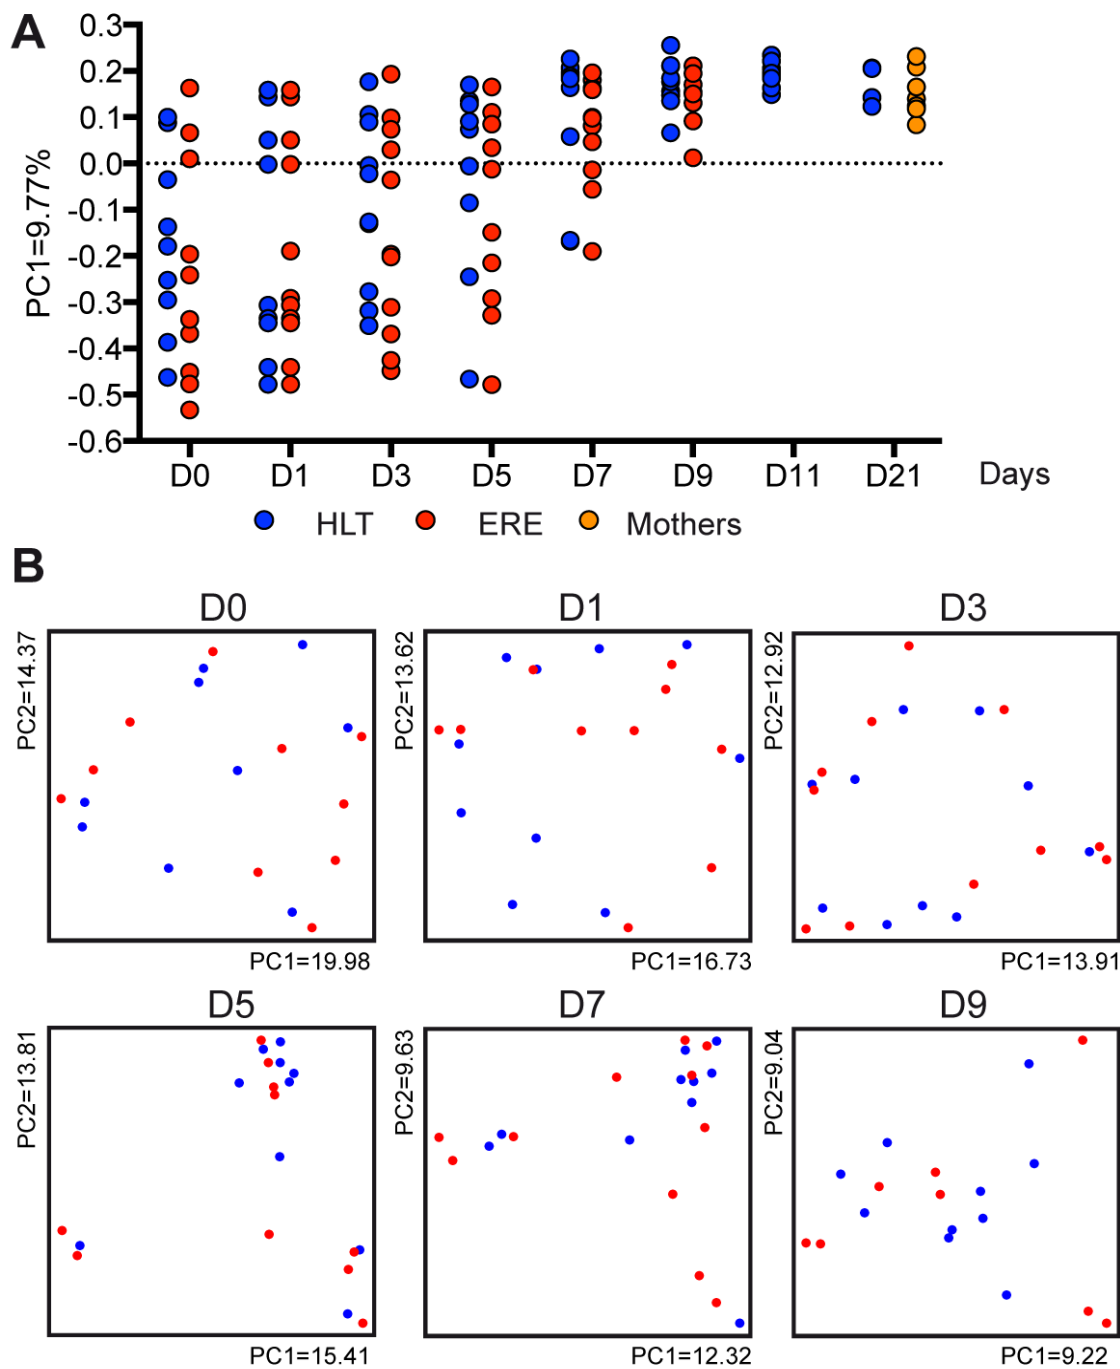 A
0.3
0.2
0.1
0.0
-0.1
-0.2
-0.3
-0.4
-0.5
-0.6
PC1=9.77%
D0 D1 D3 D5 D7 D9 D11 D21 Days
HLT ERE Mothers
B
D0 D1 D3
PC2=14.37 PC2=13.62 PC2=12.92
PC1=19.98 PC1=16.73 PC1=13.91
D5 D7 D9
PC2=13.81 PC2=9.63 PC2=9.04
PC1=15.41 PC1=12.32 PC1=9.22